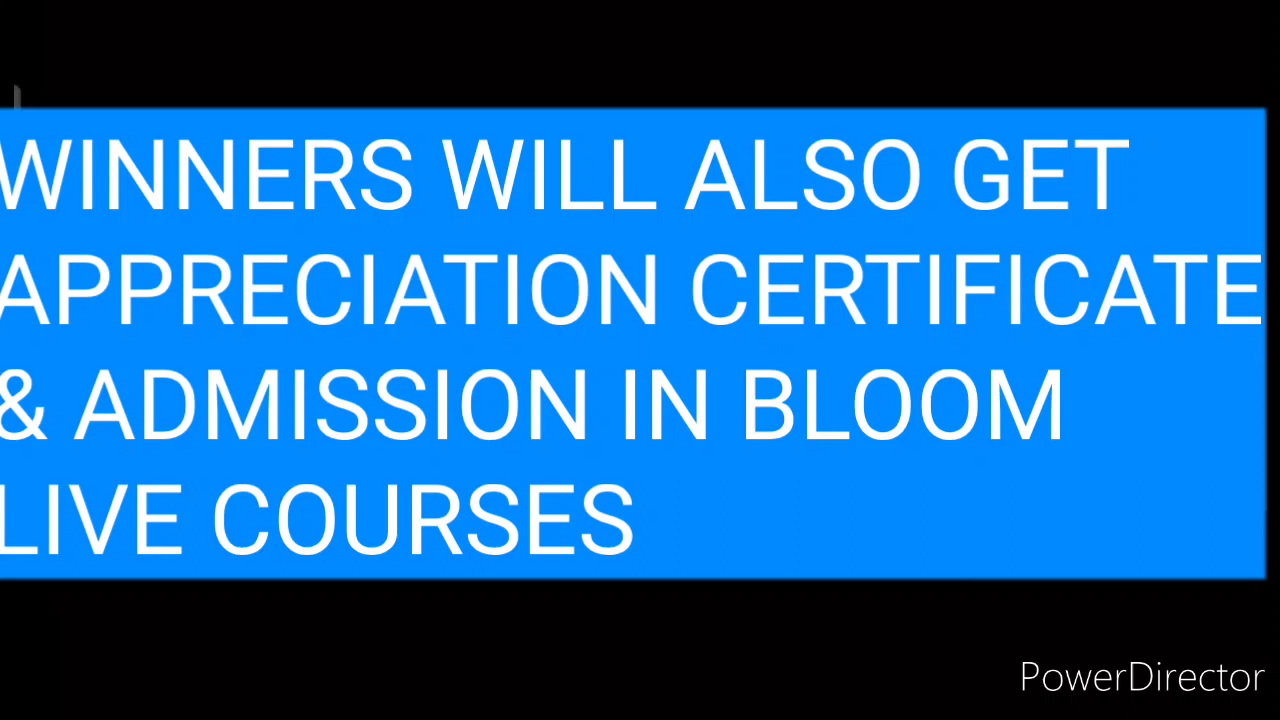 WINNERS WILL ALSO GET
APPRECIATION CERTIFICATE
& ADMISSION IN BLOOM
LIVE COURSES
PowerDirector